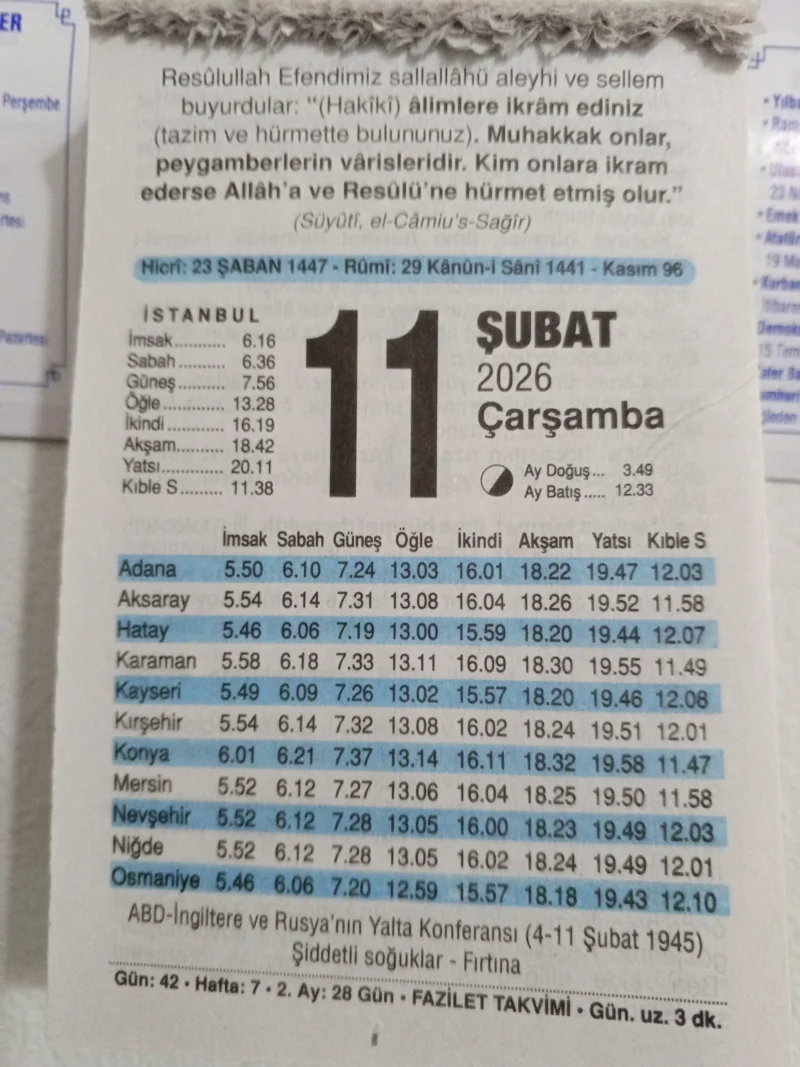 ER
Perşembe
Pazartesi
Resûlullah Efendimiz sallallâhü aleyhi ve sellem
buyurdular: “(Hakîkî) âlimlere ikrâm ediniz
(tazim ve hürmette bulununuz). Muhakkak onlar,
peygamberlerin vârisleridir. Kim onlara ikram
ederse Allâh’a ve Resûlü’ne hürmet etmiş olur.”
(Süyûtî, el-Câmiu’s-Sağîr)
Hicrî: 23 ŞABAN 1447 - Rûmî: 29 Kânûn-i Sânî 1441 - Kasım 96
İSTANBUL
İmsak.......... 6.16
Sabah.......... 6.36
Güneş.......... 7.56
Öğle............ 13.28
İkindi........... 16.19
Akşam......... 18.42
Yatsı............ 20.11
Kıble S......... 11.38
11
ŞUBAT
2026
Çarşamba
Ay Doğuş... 3.49
Ay Batış..... 12.33
İmsak Sabah Güneş Öğle İkindi Akşam Yatsı Kıble S
Adana 5.50 6.10 7.24 13.03 16.01 18.22 19.47 12.03
Aksaray 5.54 6.14 7.31 13.08 16.04 18.26 19.52 11.58
Hatay 5.46 6.06 7.19 13.00 15.59 18.20 19.44 12.07
Karaman 5.58 6.18 7.33 13.11 16.09 18.30 19.55 11.49
Kayseri 5.49 6.09 7.26 13.02 15.57 18.20 19.46 12.08
Kırşehir 5.54 6.14 7.32 13.08 16.02 18.24 19.51 12.01
Konya 6.01 6.21 7.37 13.14 16.11 18.32 19.58 11.47
Mersin 5.52 6.12 7.27 13.06 16.04 18.25 19.50 11.58
Nevşehir 5.52 6.12 7.28 13.05 16.00 18.23 19.49 12.03
Niğde 5.52 6.12 7.28 13.05 16.02 18.24 19.49 12.01
Osmaniye 5.46 6.06 7.20 12.59 15.57 18.18 19.43 12.10
ABD-İngiltere ve Rusya’nın Yalta Konferansı (4-11 Şubat 1945)
Şiddetli soğuklar - Fırtına
Gün: 42 • Hafta: 7 • 2. Ay: 28 Gün • FAZİLET TAKVİMİ • Gün. uz. 3 dk.
• Yılba
• Ram
• Ulusa
23 Ni
• Emek
• Atatür
19 Ma
• Kurban
Demokr
15 Tem